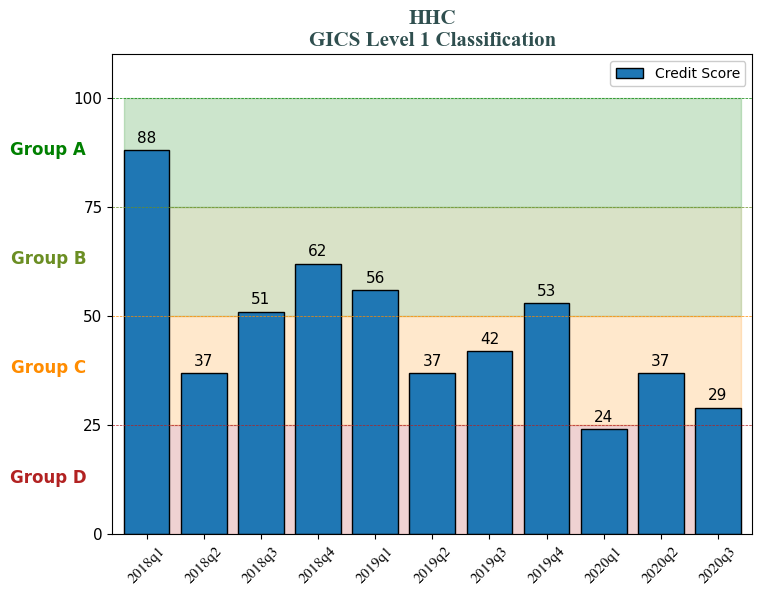 HHC
GICS Level 1 Classification
Credit Score
100
75
50
25
0
Group A
Group B
Group C
Group D
88
37
51
62
56
37
42
53
24
37
29
2018q1
2018q2
2018q3
2018q4
2019q1
2019q2
2019q3
2019q4
2020q1
2020q2
2020q3